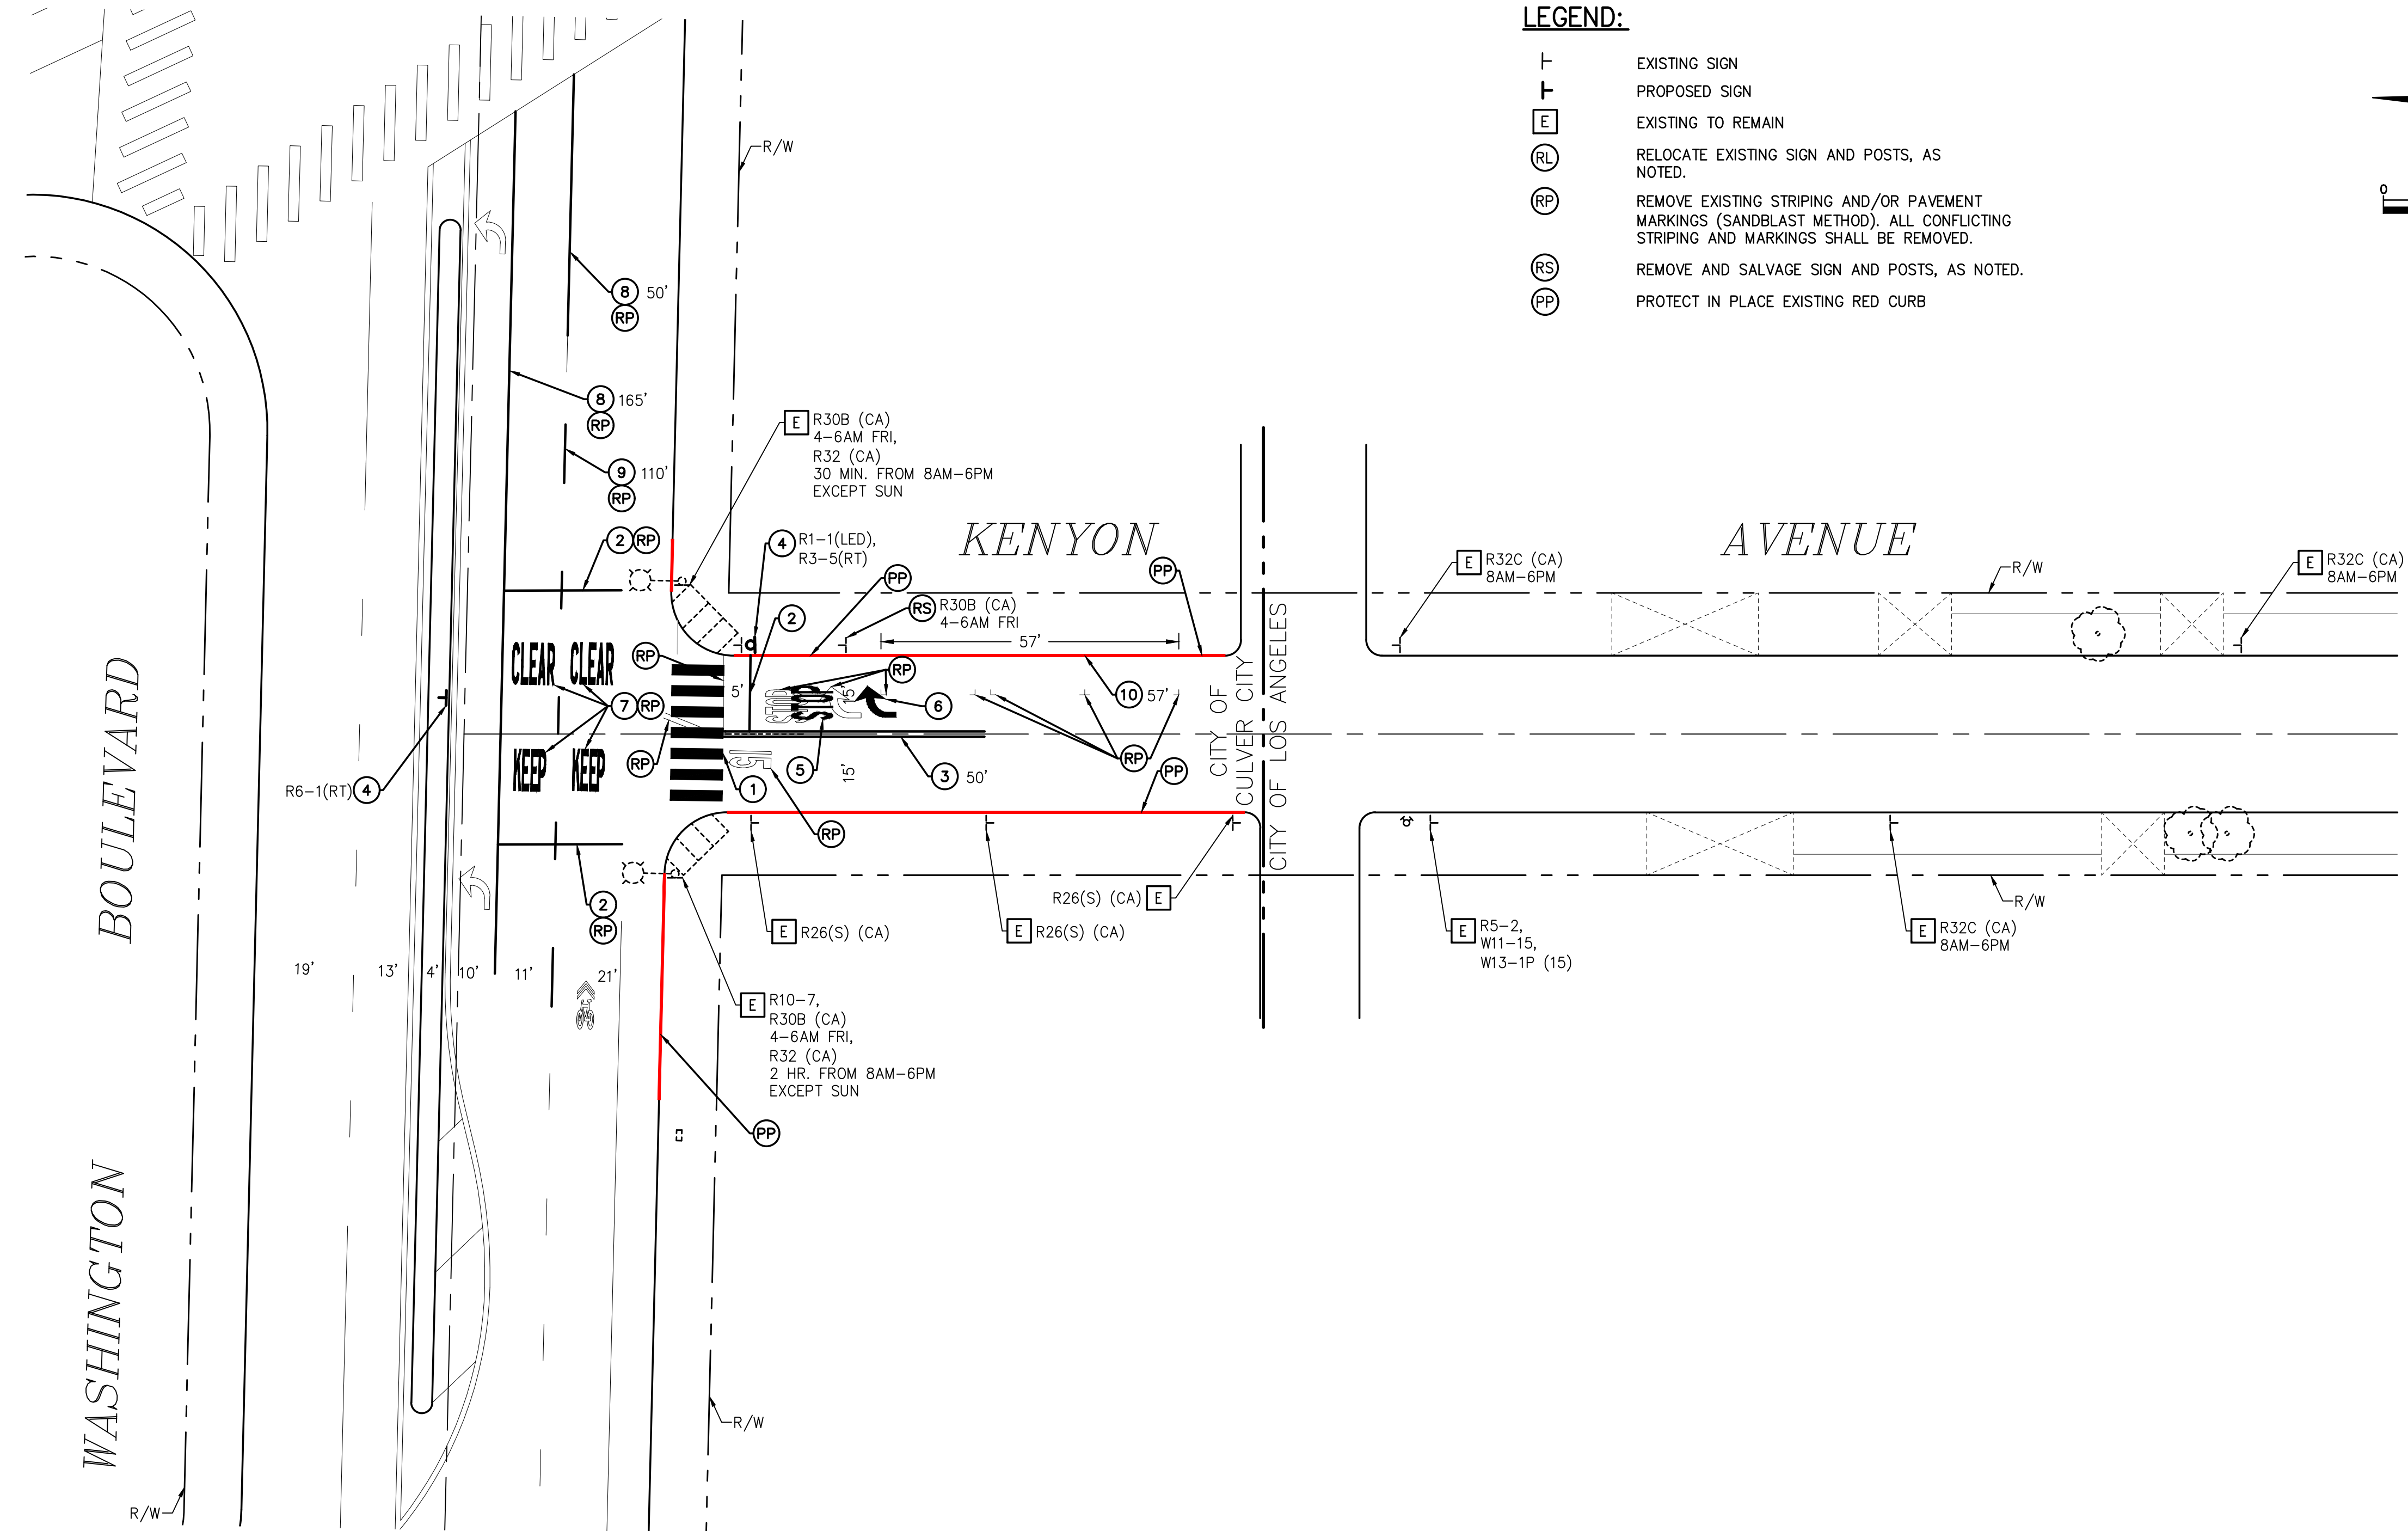 LEGEND:
EXISTING SIGN
PROPOSED SIGN
E EXISTING TO REMAIN
RL RELOCATE EXISTING SIGN AND POSTS, AS
NOTED.
RP REMOVE EXISTING STRIPING AND/OR PAVEMENT
MARKINGS (SANDBLAST METHOD). ALL CONFLICTING
STRIPING AND MARKINGS SHALL BE REMOVED.
RS REMOVE AND SALVAGE SIGN AND POSTS, AS NOTED.
PP PROTECT IN PLACE EXISTING RED CURB
0
R/W
8 50'
RP
8 165'
RP
9 110'
RP
E R30B (CA)
4-6AM FRI,
R32 (CA)
30 MIN. FROM 8AM-6PM
EXCEPT SUN
2 RP
4 R1-1(LED),
R3-5(RT)
KENYON
AVENUE
PP
PP
RS R30B (CA)
4-6AM FRI
2
57'
E R32C (CA)
8AM-6PM
R/W
E R32C (CA)
8AM-6PM
CLEAR CLEAR
RP
RP
5'
STOP
STOP
15'
6
10 57'
7 RP
KEEP KEEP
RP
15
5
15'
3 50'
1
RP
PP
RP
CITY OF
CULVER CITY
CITY OF LOS ANGELES
R6-1(RT) 4
BOULEVARD
2
RP
E R26(S) (CA)
E R26(S) (CA)
R26(S) (CA) E
E R5-2,
W11-15,
W13-1P (15)
E R32C (CA)
8AM-6PM
R/W
19'
13'
4'
10'
11'
21'
E R10-7,
R30B (CA)
4-6AM FRI,
R32 (CA)
2 HR. FROM 8AM-6PM
EXCEPT SUN
PP
WASHINGTON
R/W
R/W